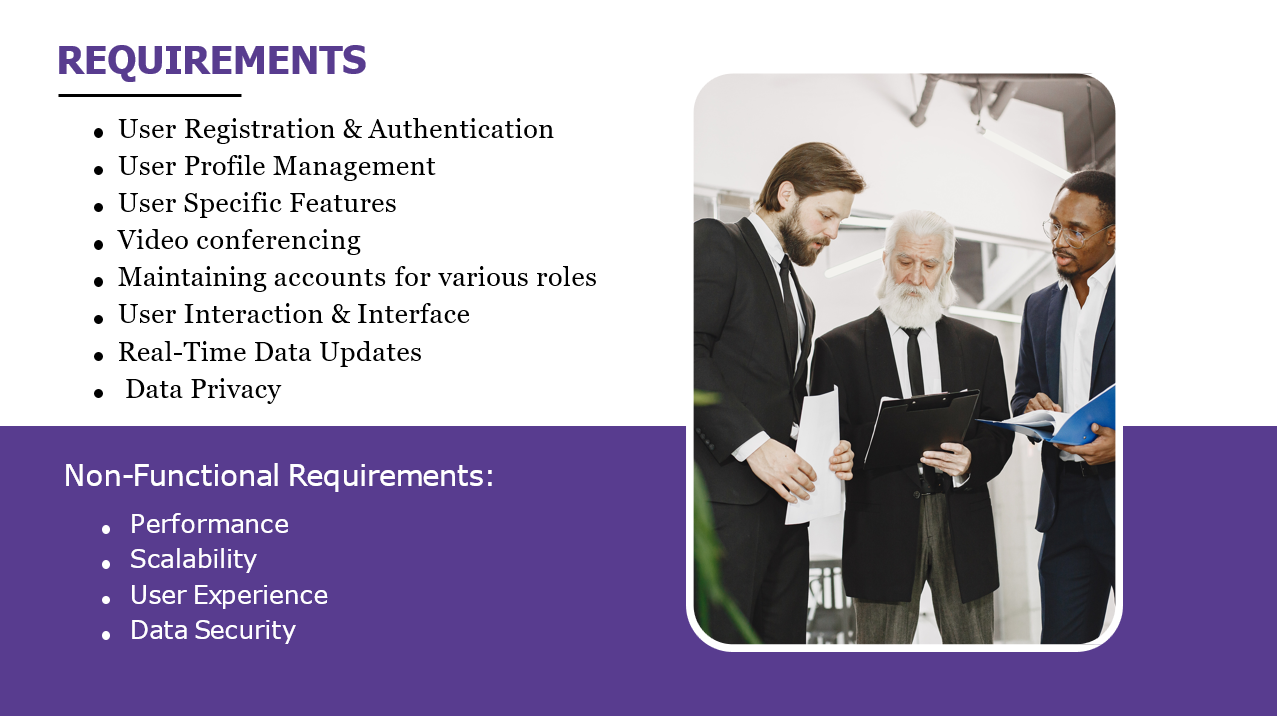 REQUIREMENTS
• User Registration & Authentication
• User Profile Management
• User Specific Features
• Video conferencing
• Maintaining accounts for various roles
• User Interaction & Interface
• Real-Time Data Updates
• Data Privacy
Non-Functional Requirements:
• Performance
• Scalability
• User Experience
• Data Security